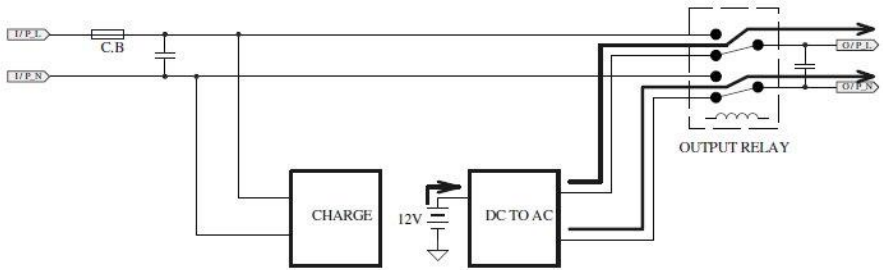 I/P_L
C.B
O/P_L
I/P_N
O/P_N
OUTPUT RELAY
CHARGE
12V
DC TO AC